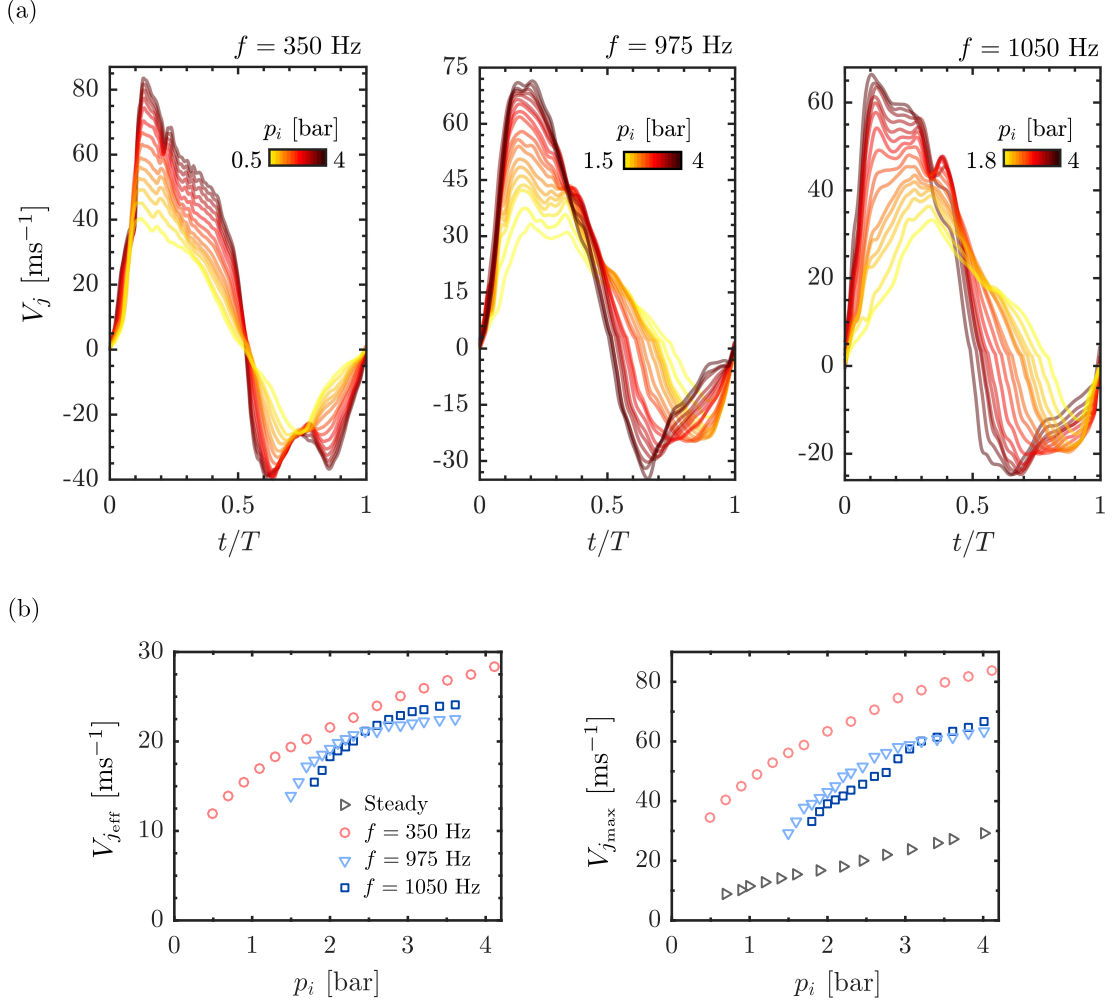 (a)
f = 350 Hz
f = 975 Hz
f = 1050 Hz
V_j [ms⁻¹]
80
60
40
20
0
-20
-40
p_i [bar]
0.5
4
0
0.5
1
t/T
75
60
45
30
15
0
-15
-30
p_i [bar]
1.5
4
0
0.5
1
t/T
60
40
20
0
-20
p_i [bar]
1.8
4
0
0.5
1
t/T
(b)
V_{j_eff} [ms⁻¹]
30
20
10
0
Steady
f = 350 Hz
f = 975 Hz
f = 1050 Hz
0
1
2
3
4
p_i [bar]
V_{j_max} [ms⁻¹]
80
60
40
20
0
0
1
2
3
4
p_i [bar]